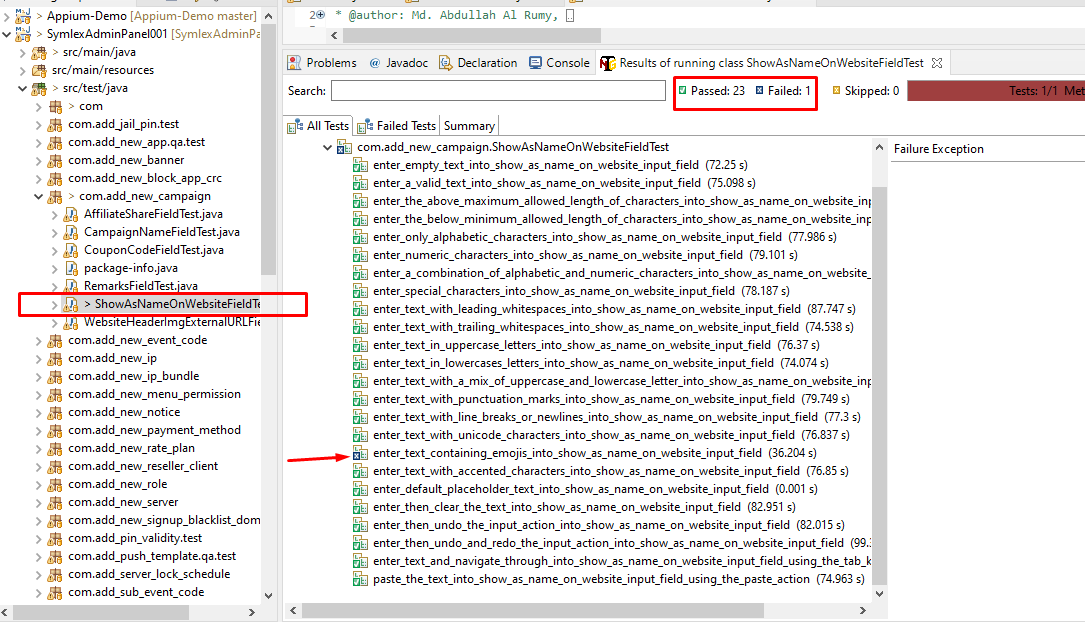 > Appium-Demo [Appium-Demo master]
> SymlexAdminPanel001 [SymlexAdminPa
> src/main/java
src/main/resources
> src/test/java
> com
com.add_jail_pin.test
com.add_new_app.qa.test
com.add_new_banner
com.add_new_block_app_crc
> com.add_new_campaign
AffiliateShareFieldTest.java
CampaignNameFieldTest.java
CouponCodeFieldTest.java
package-info.java
RemarksFieldTest.java
> ShowAsNameOnWebsiteFieldTe
WebsiteHeaderImgExternalURLFie
com.add_new_event_code
com.add_new_ip
com.add_new_ip_bundle
com.add_new_menu_permission
com.add_new_notice
com.add_new_payment_method
com.add_new_rate_plan
com.add_new_reseller_client
com.add_new_role
com.add_new_server
com.add_new_signup_blacklist_dom
com.add_pin_validity.test
com.add_push_template.qa.test
com.add_server_lock_schedule
com.add_sub_event_code
2 * @author: Md. Abdullah Al Rumy,
Problems @ Javadoc Declaration Console Results of running class ShowAsNameOnWebsiteFieldTest
Search: Passed: 23 Failed: 1 Skipped: 0 Tests: 1/1 Met
All Tests Failed Tests Summary
com.add_new_campaign.ShowAsNameOnWebsiteFieldTest
enter_empty_text_into_show_as_name_on_website_input_field (72.25 s)
enter_a_valid_text_into_show_as_name_on_website_input_field (75.098 s)
enter_the_above_maximum_allowed_length_of_characters_into_show_as_name_on_website_inp
enter_the_below_minimum_allowed_length_of_characters_into_show_as_name_on_website_inp
enter_only_alphabetic_characters_into_show_as_name_on_website_input_field (77.986 s)
enter_numeric_characters_into_show_as_name_on_website_input_field (79.101 s)
enter_a_combination_of_alphabetic_and_numeric_characters_into_show_as_name_on_website_
enter_special_characters_into_show_as_name_on_website_input_field (78.187 s)
enter_text_with_leading_whitespaces_into_show_as_name_on_website_input_field (87.747 s)
enter_text_with_trailing_whitespaces_into_show_as_name_on_website_input_field (74.538 s)
enter_text_in_uppercase_letters_into_show_as_name_on_website_input_field (76.37 s)
enter_text_in_lowercases_letters_into_show_as_name_on_website_input_field (74.074 s)
enter_text_with_a_mix_of_uppercase_and_lowercase_letter_into_show_as_name_on_website_inp
enter_text_with_punctuation_marks_into_show_as_name_on_website_input_field (79.749 s)
enter_text_with_line_breaks_or_newlines_into_show_as_name_on_website_input_field (77.3 s)
enter_text_with_unicode_characters_into_show_as_name_on_website_input_field (76.837 s)
enter_text_containing_emojis_into_show_as_name_on_website_input_field (36.204 s)
enter_text_with_accented_characters_into_show_as_name_on_website_input_field (76.85 s)
enter_default_placeholder_text_into_show_as_name_on_website_input_field (0.001 s)
enter_then_clear_the_text_into_show_as_name_on_website_input_field (82.951 s)
enter_then_undo_the_input_action_into_show_as_name_on_website_input_field (82.015 s)
enter_then_undo_and_redo_the_input_action_into_show_as_name_on_website_input_field (99.3
enter_text_and_navigate_through_into_show_as_name_on_website_input_field_using_the_tab_k
paste_the_text_into_show_as_name_on_website_input_field_using_the_paste_action (74.963 s)
Failure Exception